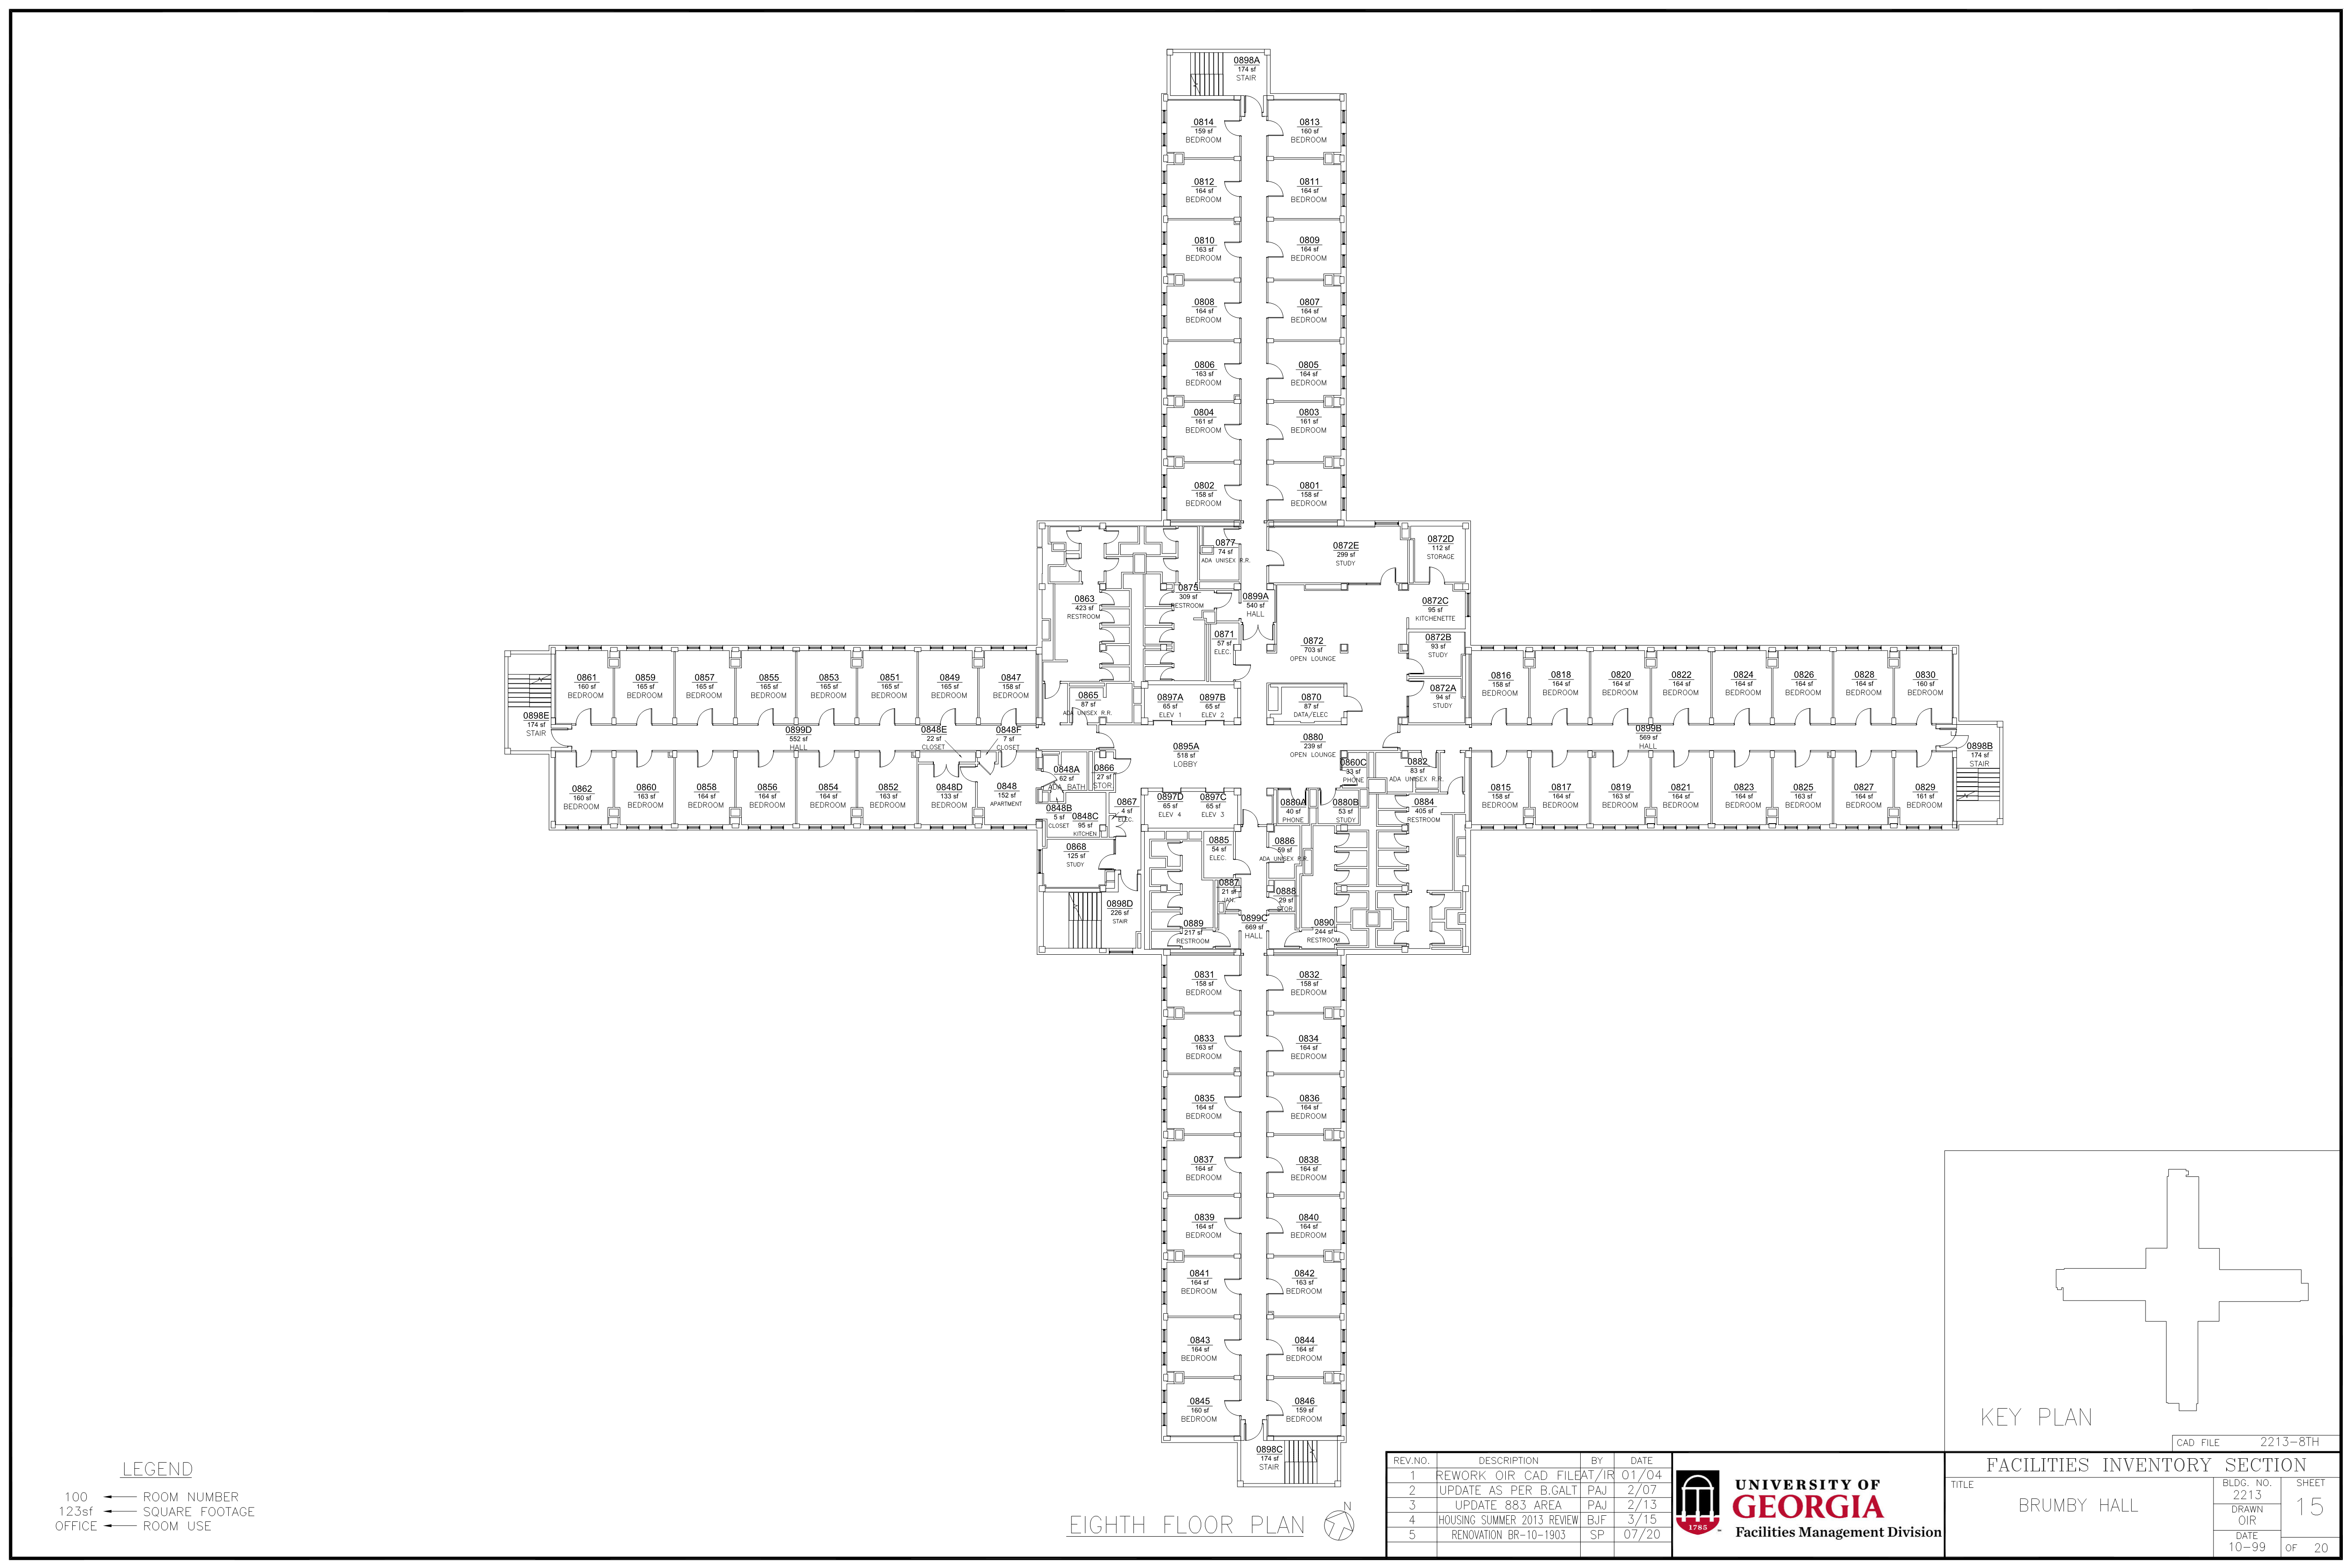 0898A
174 sf
STAIR
0814
159 sf
BEDROOM
0813
160 sf
BEDROOM
0812
164 sf
BEDROOM
0811
164 sf
BEDROOM
0810
163 sf
BEDROOM
0809
164 sf
BEDROOM
0808
164 sf
BEDROOM
0807
164 sf
BEDROOM
0806
163 sf
BEDROOM
0805
164 sf
BEDROOM
0804
161 sf
BEDROOM
0803
161 sf
BEDROOM
0802
158 sf
BEDROOM
0801
158 sf
BEDROOM
0877
74 sf
ADA UNISEX R.R.
0872E
299 sf
STUDY
0872D
112 sf
STORAGE
0863
423 sf
RESTROOM
0875
309 sf
RESTROOM
0899A
540 sf
HALL
0872C
95 sf
KITCHENETTE
0871
57 sf
ELEC.
0872
703 sf
OPEN LOUNGE
0872B
93 sf
STUDY
0861
160 sf
BEDROOM
0859
165 sf
BEDROOM
0857
165 sf
BEDROOM
0855
165 sf
BEDROOM
0853
165 sf
BEDROOM
0851
165 sf
BEDROOM
0849
165 sf
BEDROOM
0847
158 sf
BEDROOM
0865
87 sf
ADA UNISEX R.R.
0897A
65 sf
ELEV 1
0897B
65 sf
ELEV 2
0870
87 sf
DATA/ELEC
0872A
94 sf
STUDY
0816
158 sf
BEDROOM
0818
164 sf
BEDROOM
0820
164 sf
BEDROOM
0822
164 sf
BEDROOM
0824
164 sf
BEDROOM
0826
164 sf
BEDROOM
0828
164 sf
BEDROOM
0830
160 sf
BEDROOM
0898E
174 sf
STAIR
0899D
552 sf
HALL
0848E
22 sf
CLOSET
0848F
7 sf
CLOSET
0895A
518 sf
LOBBY
0880
239 sf
OPEN LOUNGE
0899B
569 sf
HALL
0898B
174 sf
STAIR
0862
160 sf
BEDROOM
0860
163 sf
BEDROOM
0858
164 sf
BEDROOM
0856
164 sf
BEDROOM
0854
164 sf
BEDROOM
0852
163 sf
BEDROOM
0848D
133 sf
BEDROOM
0848
152 sf
APARTMENT
0848A
62 sf
ADA BATH
0866
27 sf
STOR.
0848B
5 sf
CLOSET
0848C
95 sf
KITCHEN
0867
4 sf
ELEC.
0897D
65 sf
ELEV 4
0897C
65 sf
ELEV 3
0880A
40 sf
PHONE
0880B
53 sf
STUDY
0860C
33 sf
PHONE
0882
83 sf
ADA UNISEX R.R.
0884
405 sf
RESTROOM
0815
158 sf
BEDROOM
0817
164 sf
BEDROOM
0819
163 sf
BEDROOM
0821
164 sf
BEDROOM
0823
164 sf
BEDROOM
0825
163 sf
BEDROOM
0827
164 sf
BEDROOM
0829
161 sf
BEDROOM
0868
125 sf
STUDY
0885
54 sf
ELEC.
0886
59 sf
ADA UNISEX R.R.
0887
21 sf
JAN.
0888
29 sf
STOR.
0898D
226 sf
STAIR
0889
217 sf
RESTROOM
0899C
669 sf
HALL
0890
244 sf
RESTROOM
0831
158 sf
BEDROOM
0832
158 sf
BEDROOM
0833
163 sf
BEDROOM
0834
164 sf
BEDROOM
0835
164 sf
BEDROOM
0836
164 sf
BEDROOM
0837
164 sf
BEDROOM
0838
164 sf
BEDROOM
0839
164 sf
BEDROOM
0840
164 sf
BEDROOM
0841
164 sf
BEDROOM
0842
163 sf
BEDROOM
0843
164 sf
BEDROOM
0844
164 sf
BEDROOM
0845
160 sf
BEDROOM
0846
159 sf
BEDROOM
0898C
174 sf
STAIR
LEGEND
100 ROOM NUMBER
123sf SQUARE FOOTAGE
OFFICE ROOM USE
EIGHTH FLOOR PLAN
N
REV.NO. DESCRIPTION BY DATE
1 REWORK OIR CAD FILE AT/IR 01/04
2 UPDATE AS PER B.GALT PAJ 2/07
3 UPDATE 883 AREA PAJ 2/13
4 HOUSING SUMMER 2013 REVIEW BJF 3/15
5 RENOVATION BR-10-1903 SP 07/20
1785
UNIVERSITY OF
GEORGIA
Facilities Management Division
KEY PLAN
CAD FILE 2213-8TH
FACILITIES INVENTORY SECTION
TITLE
BRUMBY HALL
BLDG. NO.
2213
DRAWN
OIR
DATE
10-99
SHEET
15
OF 20